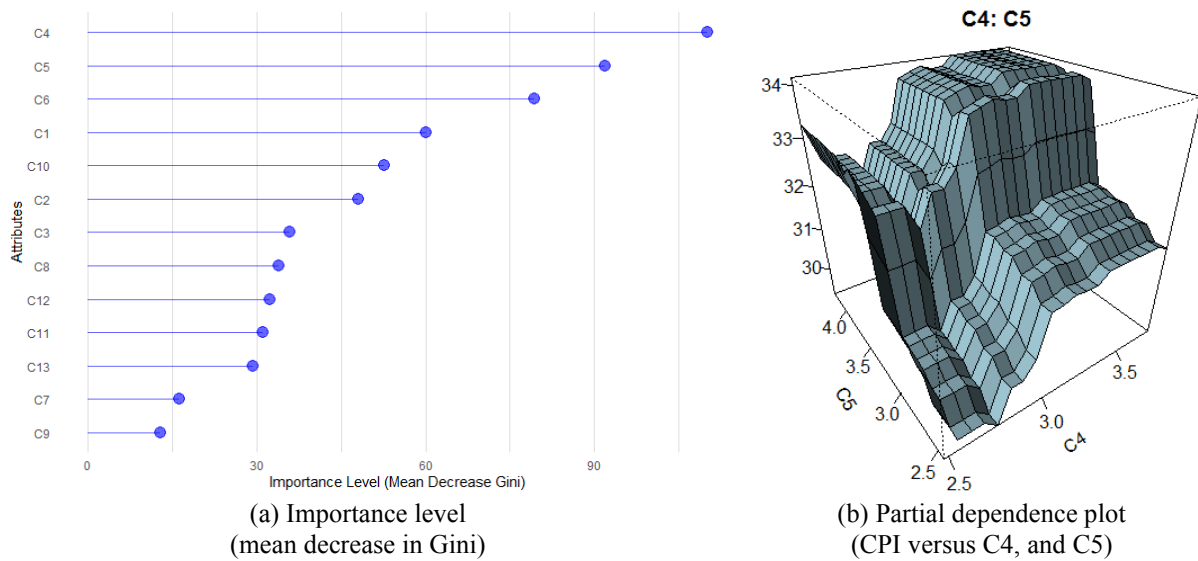 C4
C5
C6
C1
C10
C2
C3
C8
C12
C11
C13
C7
C9
Attributes
0 30 60 90
Importance Level (Mean Decrease Gini)
(a) Importance level
(mean decrease in Gini)
C4: C5
34
33
32
31
30
4.0
3.5
3.0
2.5
C5
2.5
3.0
3.5
C4
(b) Partial dependence plot
(CPI versus C4, and C5)